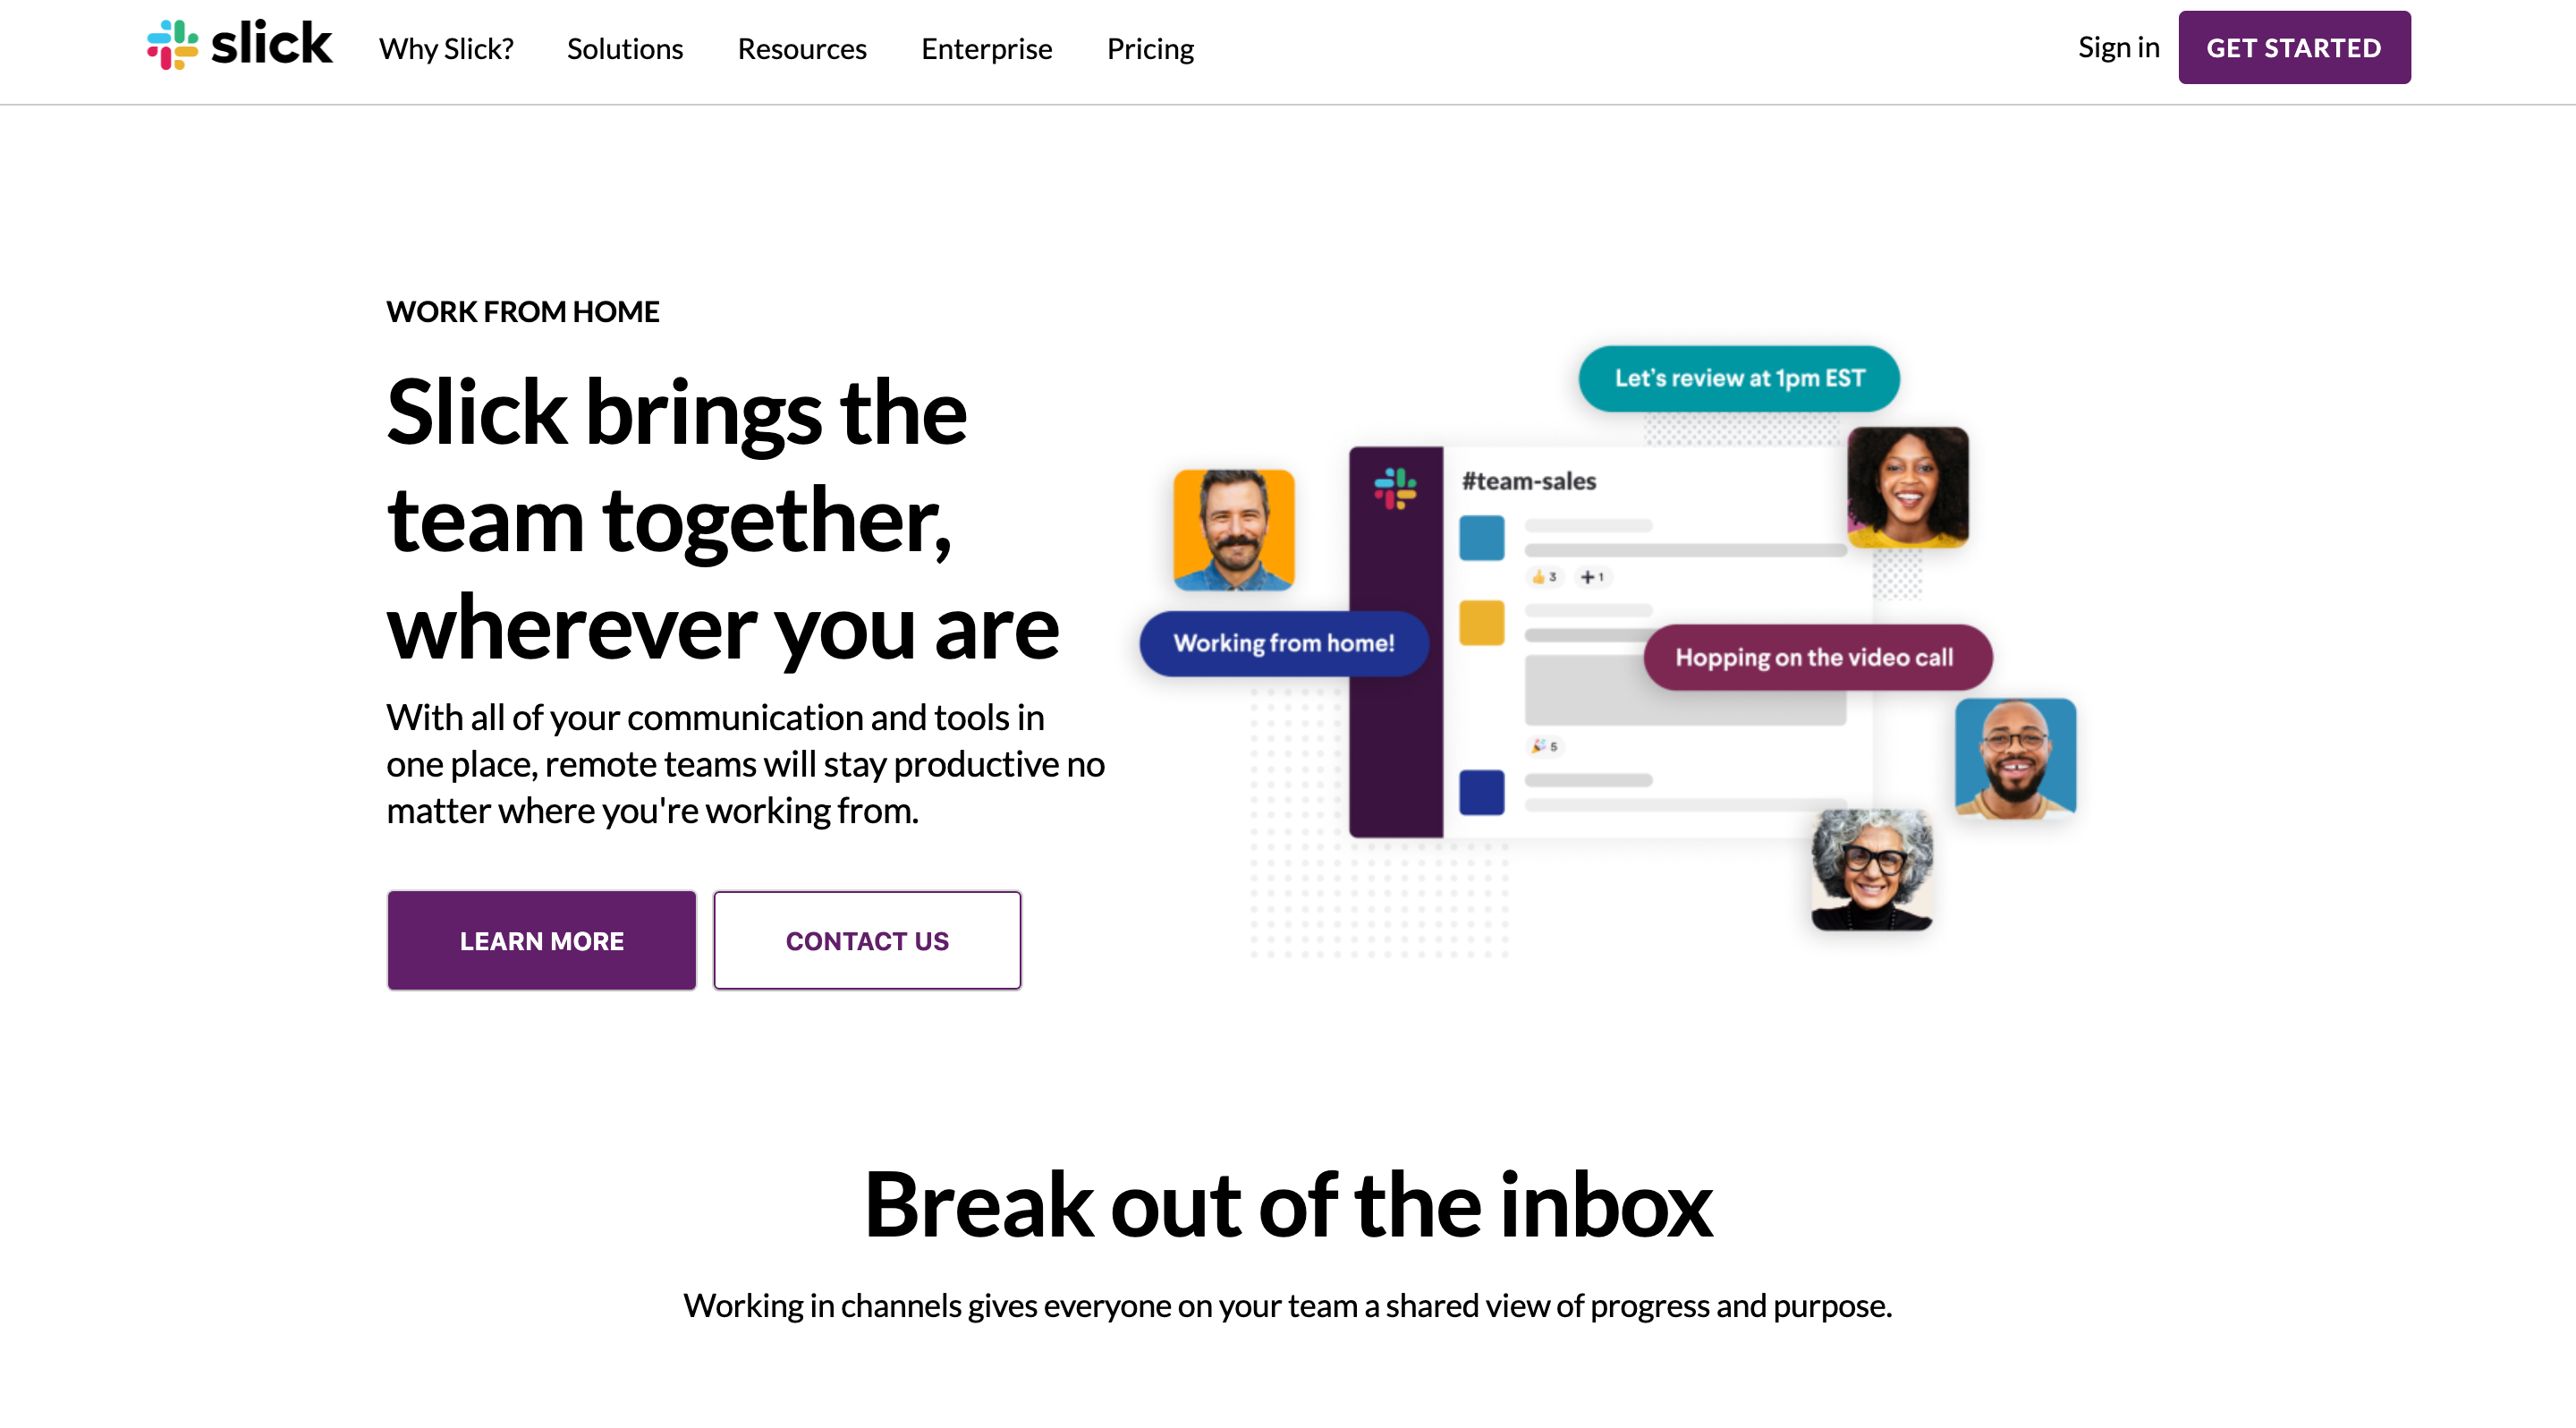 slick
Why Slick?
Solutions
Resources
Enterprise
Pricing
Sign in
GET STARTED
WORK FROM HOME
Slick brings the
team together,
wherever you are
With all of your communication and tools in
one place, remote teams will stay productive no
matter where you're working from.
LEARN MORE
CONTACT US
Let's review at 1pm EST
#team-sales
3
1
Working from home!
Hopping on the video call
5
Break out of the inbox
Working in channels gives everyone on your team a shared view of progress and purpose.